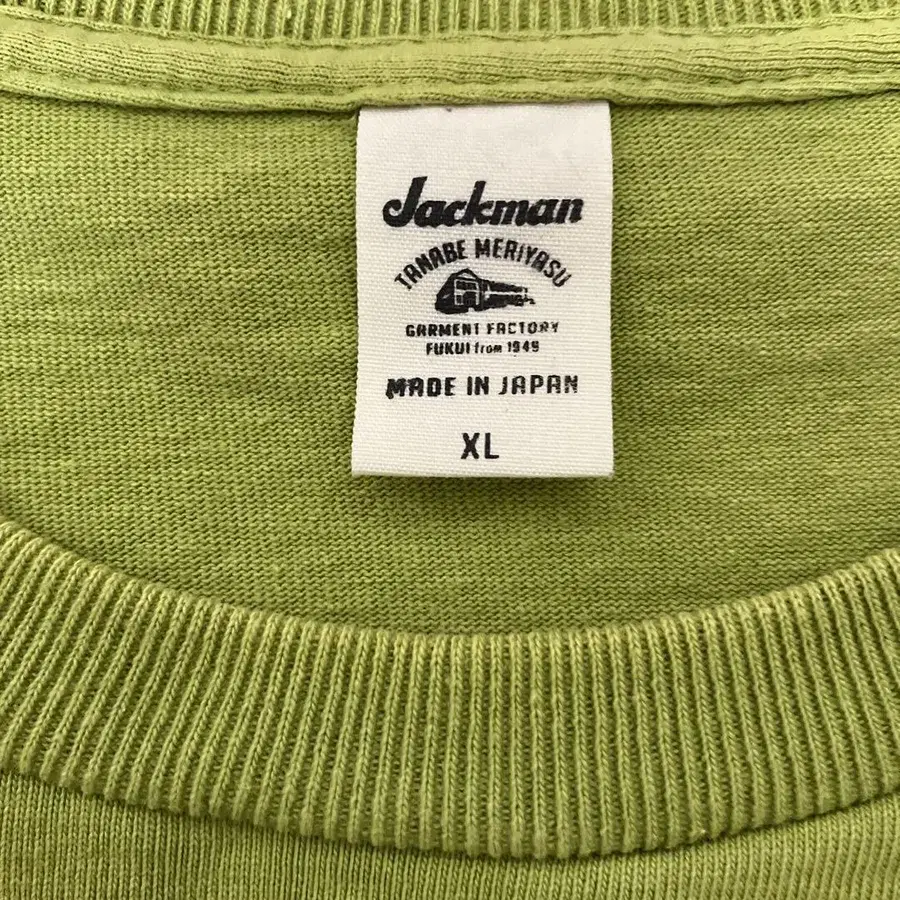 Jackman
TANABE MERIYASU
GARMENT FACTORY
FUKUI from 1949
MADE IN JAPAN
XL